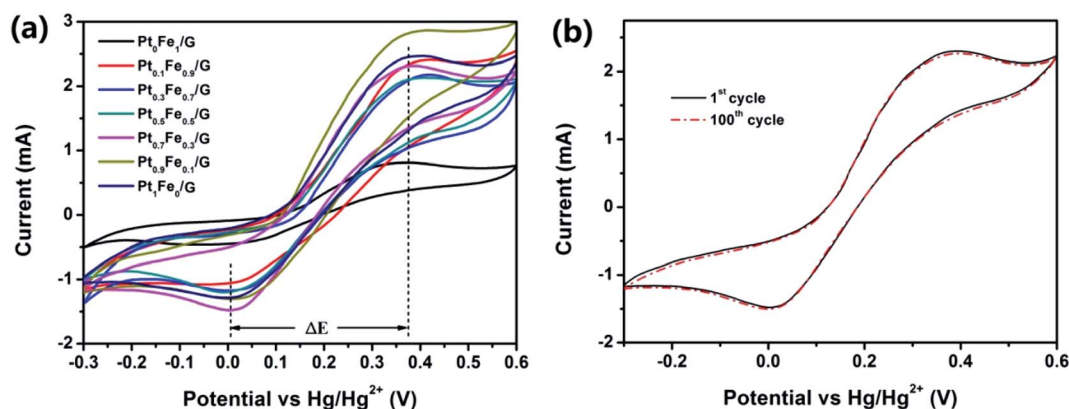 (a)
Pt₀Fe₁/G
Pt₀.₁Fe₀.₉/G
Pt₀.₃Fe₀.₇/G
Pt₀.₅Fe₀.₅/G
Pt₀.₇Fe₀.₃/G
Pt₀.₉Fe₀.₁/G
Pt₁Fe₀/G
ΔE
Current (mA)
3
2
1
0
-1
-2
-0.3 -0.2 -0.1 0.0 0.1 0.2 0.3 0.4 0.5 0.6
Potential vs Hg/Hg²⁺ (V)
(b)
1ˢᵗ cycle
100ᵗʰ cycle
Current (mA)
3
2
1
0
-1
-2
-0.2 0.0 0.2 0.4 0.6
Potential vs Hg/Hg²⁺ (V)